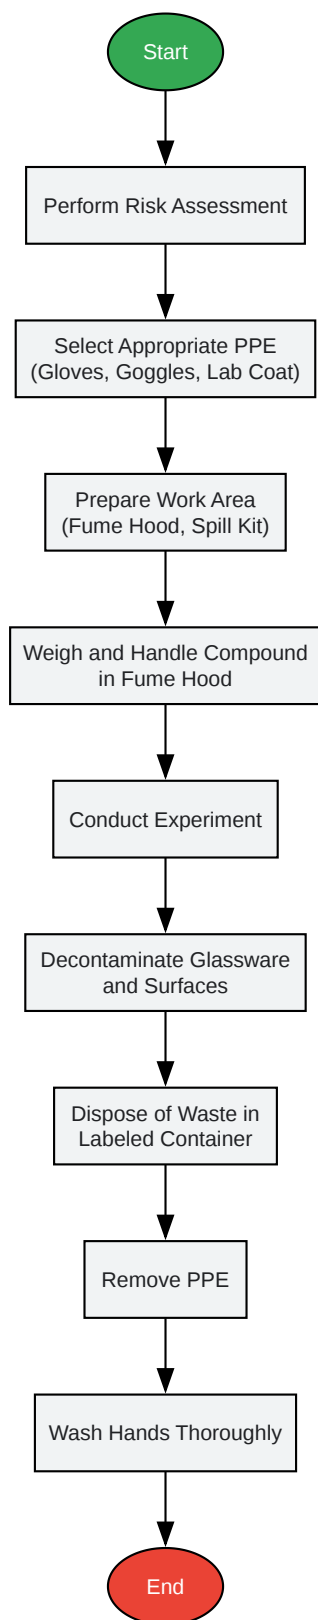 Start
Perform Risk Assessment
Select Appropriate PPE
(Gloves, Goggles, Lab Coat)
Prepare Work Area
(Fume Hood, Spill Kit)
Weigh and Handle Compound
in Fume Hood
Conduct Experiment
Decontaminate Glassware
and Surfaces
Dispose of Waste in
Labeled Container
Remove PPE
Wash Hands Thoroughly
End